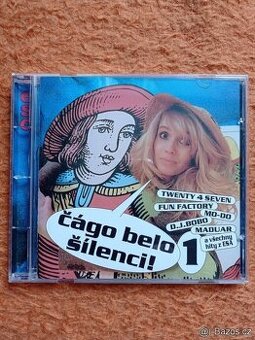 čágo belo
šílenci!
1
TWENTY 4 SEVEN
FUN FACTORY
MO-DO
D.J.BOBO
MADUAR
a všechny
hity z ESA
© Bazos.cz